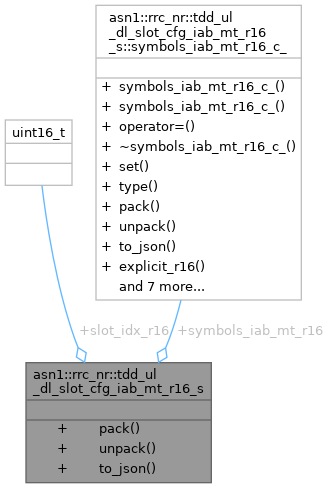 asn1::rrc_nr::tdd_ul
_dl_slot_cfg_iab_mt_r16
_s::symbols_iab_mt_r16_c_
+ symbols_iab_mt_r16_c_()
+ symbols_iab_mt_r16_c_()
+ operator=()
+ ~symbols_iab_mt_r16_c_()
+ set()
+ type()
+ pack()
+ unpack()
+ to_json()
+ explicit_r16()
and 7 more...
uint16_t
+slot_idx_r16
+symbols_iab_mt_r16
asn1::rrc_nr::tdd_ul
_dl_slot_cfg_iab_mt_r16_s
+ pack()
+ unpack()
+ to_json()